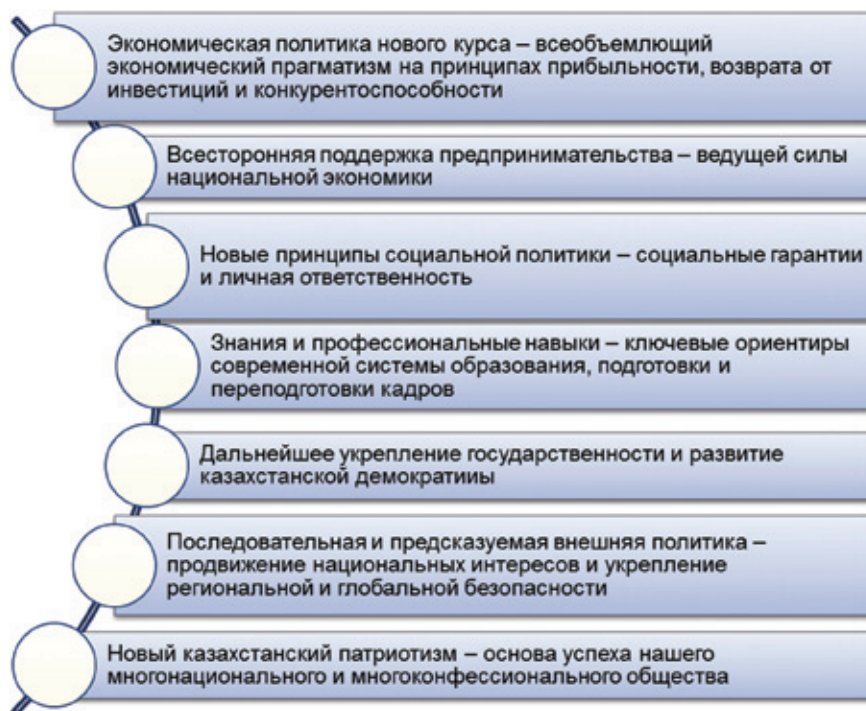 Экономическая политика нового курса – всеобъемлющий
экономический прагматизм на принципах прибыльности, возврата от
инвестиций и конкурентоспособности
Всесторонняя поддержка предпринимательства – ведущей силы
национальной экономики
Новые принципы социальной политики – социальные гарантии
и личная ответственность
Знания и профессиональные навыки – ключевые ориентиры
современной системы образования, подготовки и
переподготовки кадров
Дальнейшее укрепление государственности и развитие
казахстанской демократииы
Последовательная и предсказуемая внешняя политика –
продвижение национальных интересов и укрепление
региональной и глобальной безопасности
Новый казахстанский патриотизм – основа успеха нашего
многонационального и многоконфессионального общества